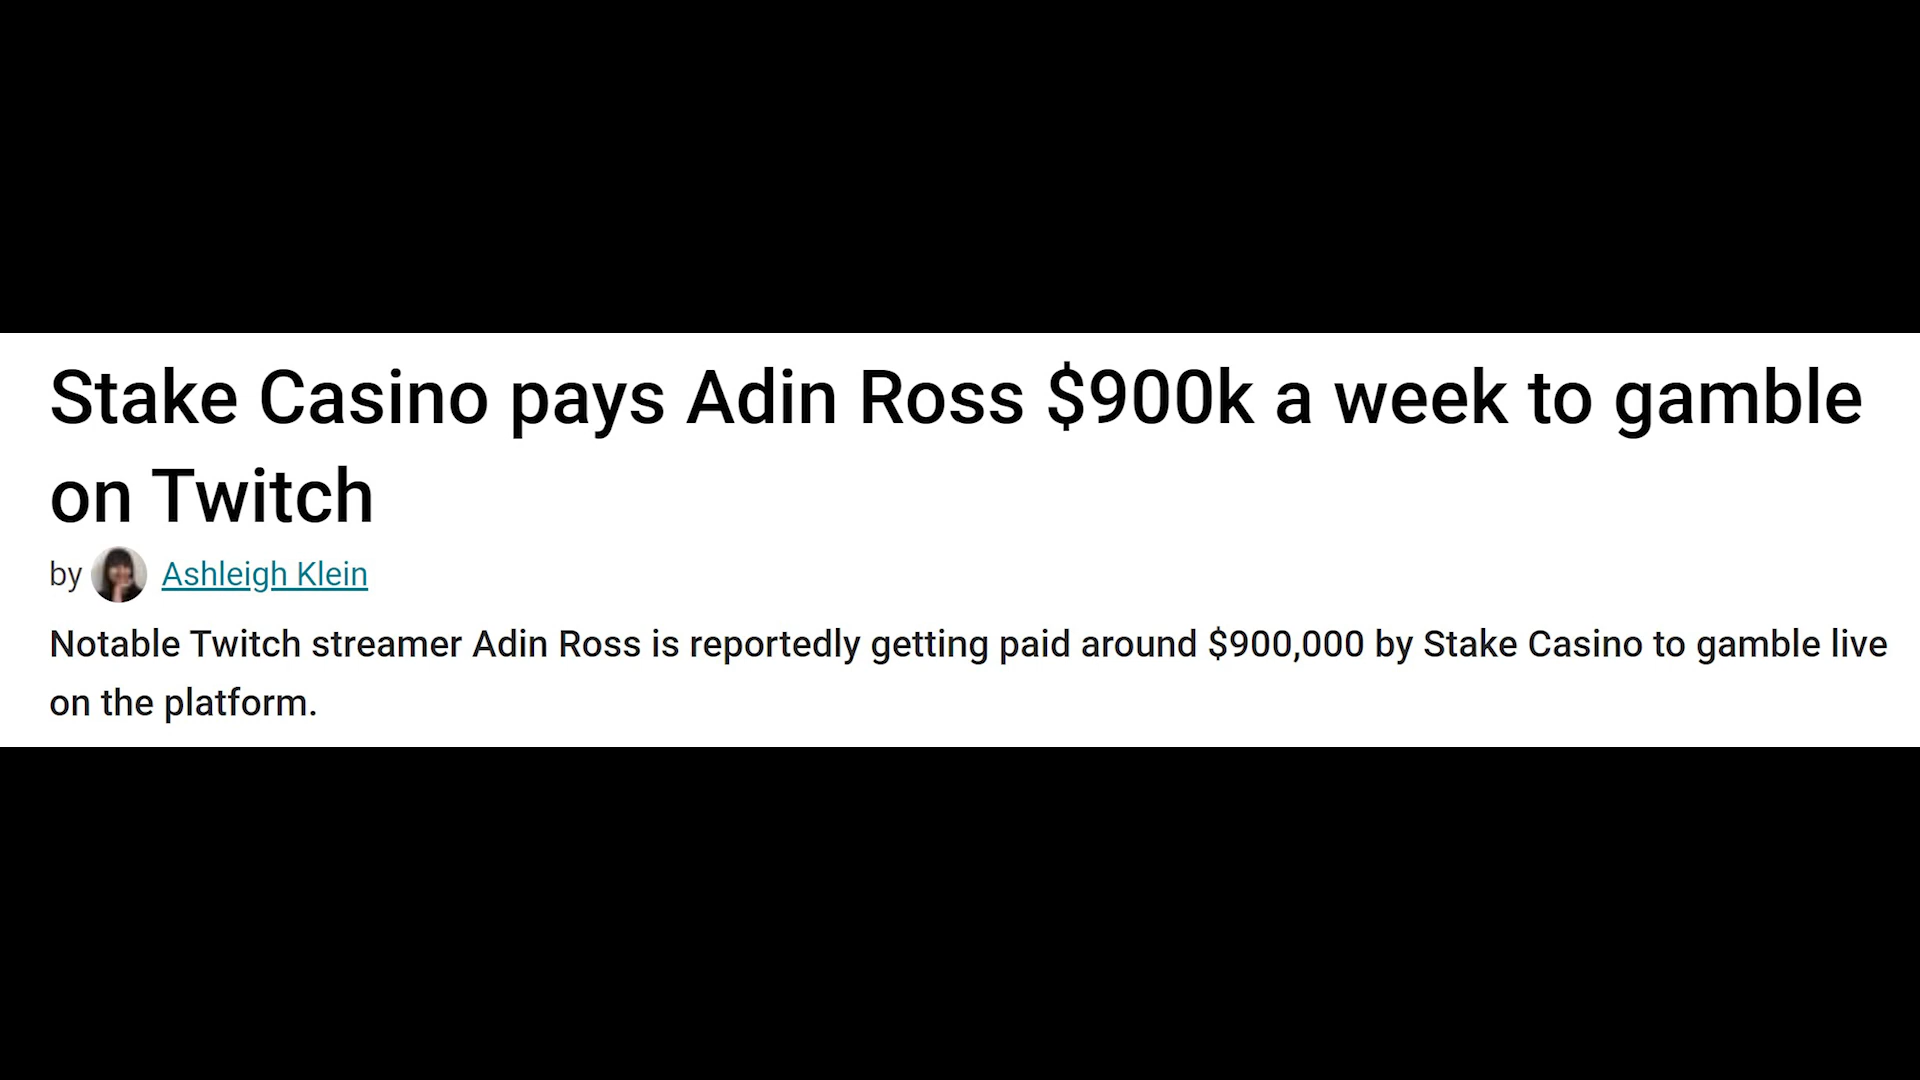 Stake Casino pays Adin Ross $900k a week to gamble
on Twitch
by Ashleigh Klein
Notable Twitch streamer Adin Ross is reportedly getting paid around $900,000 by Stake Casino to gamble live
on the platform.